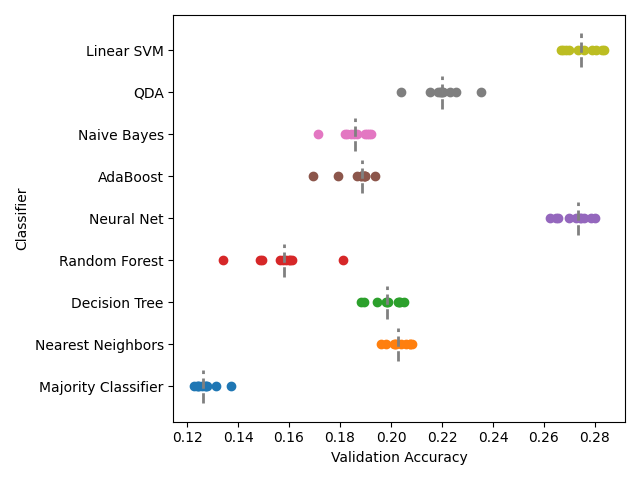 Linear SVM
QDA
Naive Bayes
AdaBoost
Neural Net
Random Forest
Decision Tree
Nearest Neighbors
Majority Classifier
Classifier
0.12 0.14 0.16 0.18 0.20 0.22 0.24 0.26 0.28
Validation Accuracy